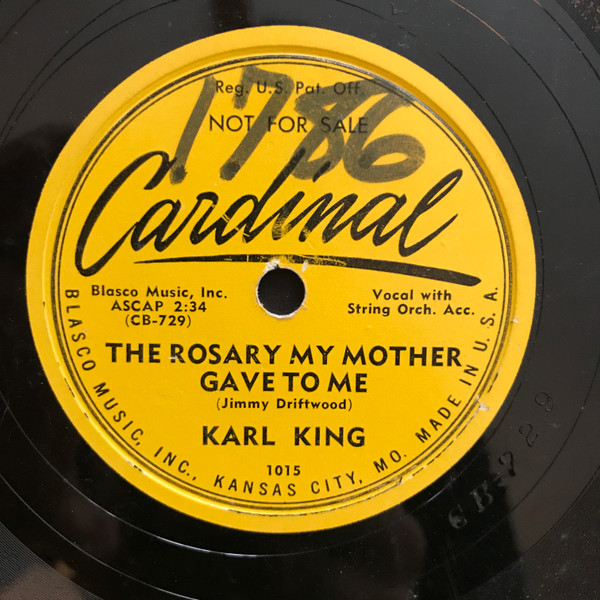 Reg. U.S. Pat. Off.
1786
NOT FOR SALE
Cardinal
Blasco Music, Inc.
ASCAP 2:34
(CB-729)
Vocal with
String Orch. Acc.
THE ROSARY MY MOTHER
GAVE TO ME
(Jimmy Driftwood)
KARL KING
1015
BLASCO MUSIC, INC., KANSAS CITY, MO. MADE IN U. S. A.
CB-729